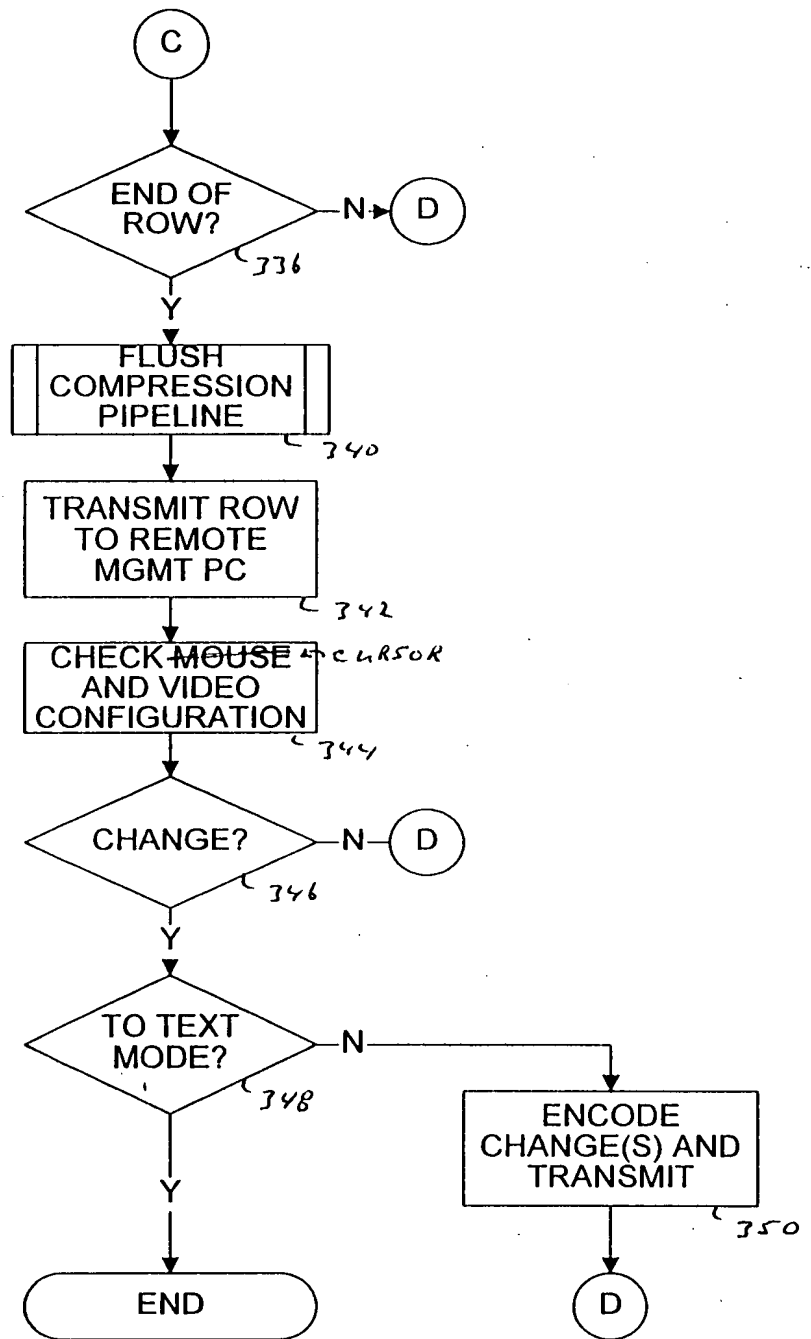 C
END OF
ROW?
N
D
336
Y
FLUSH
COMPRESSION
PIPELINE
340
TRANSMIT ROW
TO REMOTE
MGMT PC
342
CHECK MOUSE CURSOR
AND VIDEO
CONFIGURATION
344
CHANGE?
N
D
346
Y
TO TEXT
MODE?
N
348
ENCODE
CHANGE(S) AND
TRANSMIT
350
Y
END
D